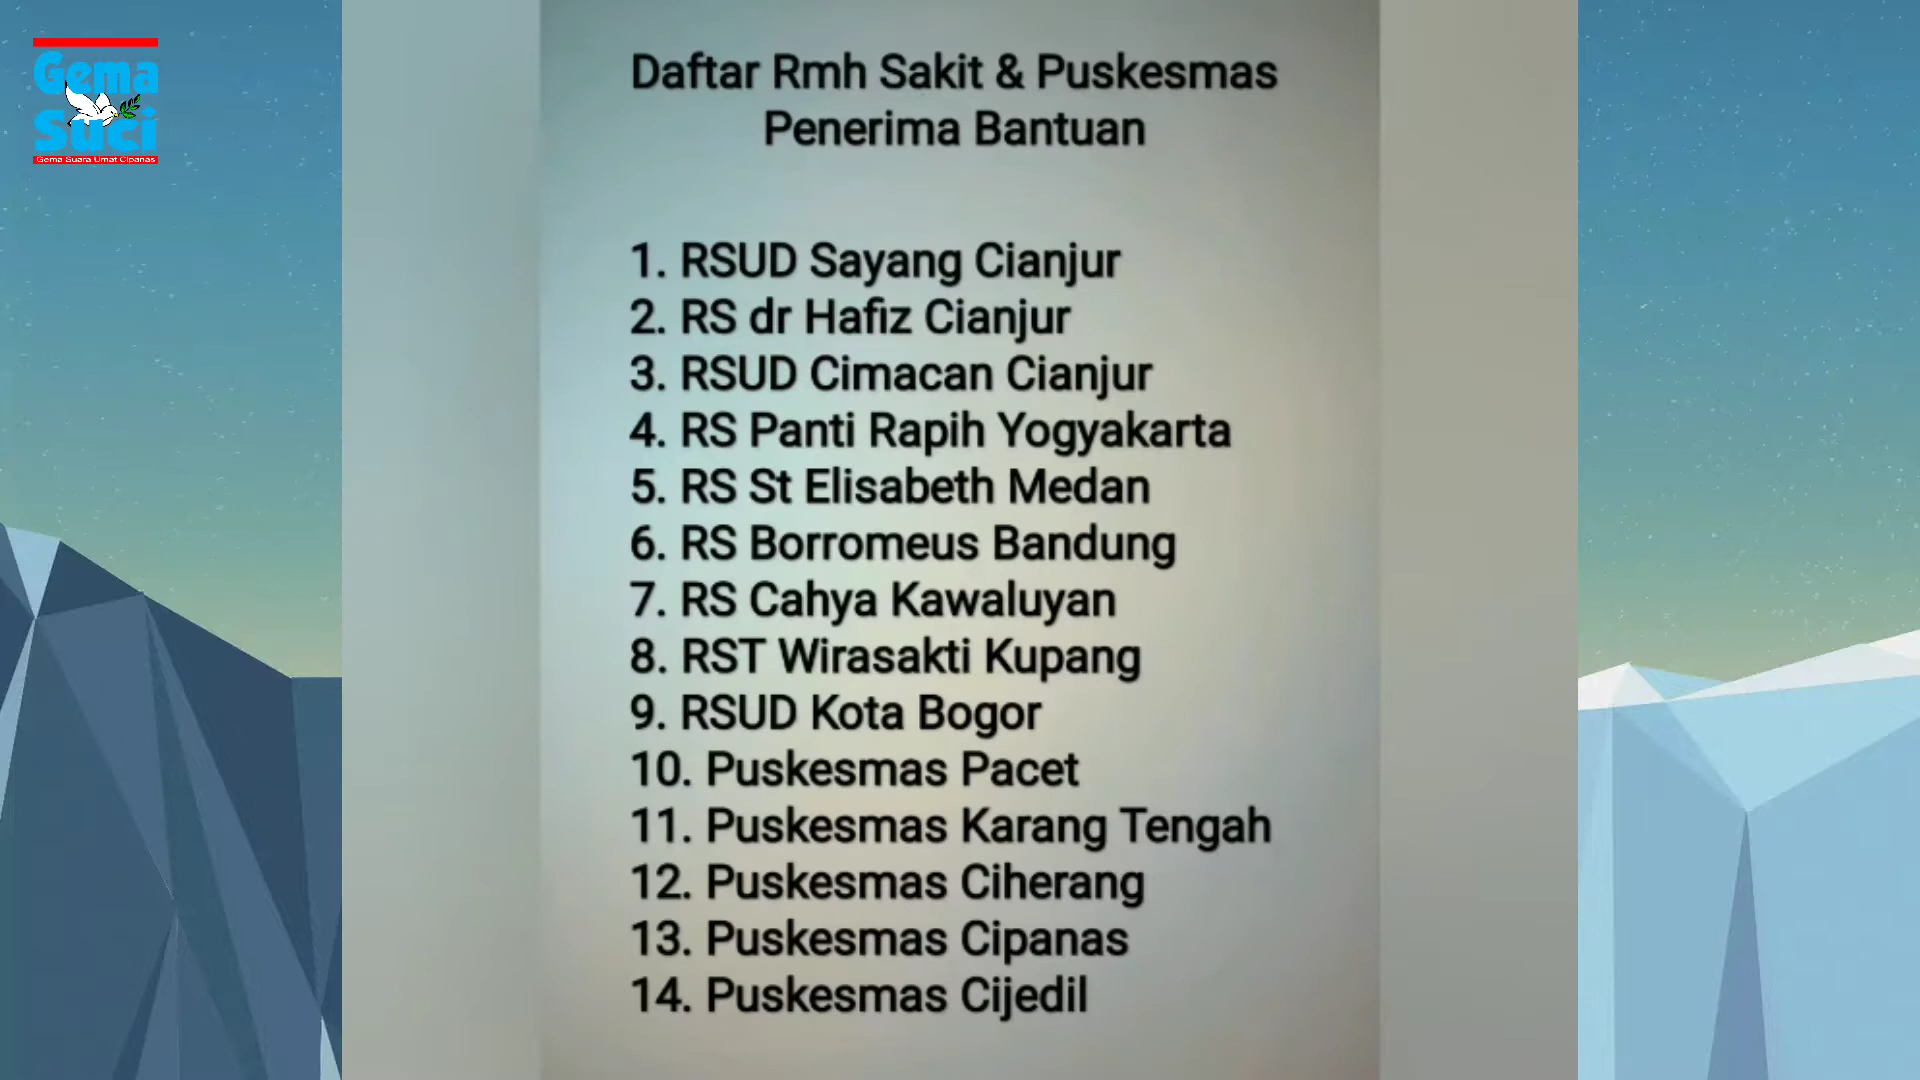 Gema
Suci
Gema Suara Umat Cipanas
Daftar Rmh Sakit & Puskesmas
Penerima Bantuan
1. RSUD Sayang Cianjur
2. RS dr Hafiz Cianjur
3. RSUD Cimacan Cianjur
4. RS Panti Rapih Yogyakarta
5. RS St Elisabeth Medan
6. RS Borromeus Bandung
7. RS Cahya Kawaluyan
8. RST Wirasakti Kupang
9. RSUD Kota Bogor
10. Puskesmas Pacet
11. Puskesmas Karang Tengah
12. Puskesmas Ciherang
13. Puskesmas Cipanas
14. Puskesmas Cijedil